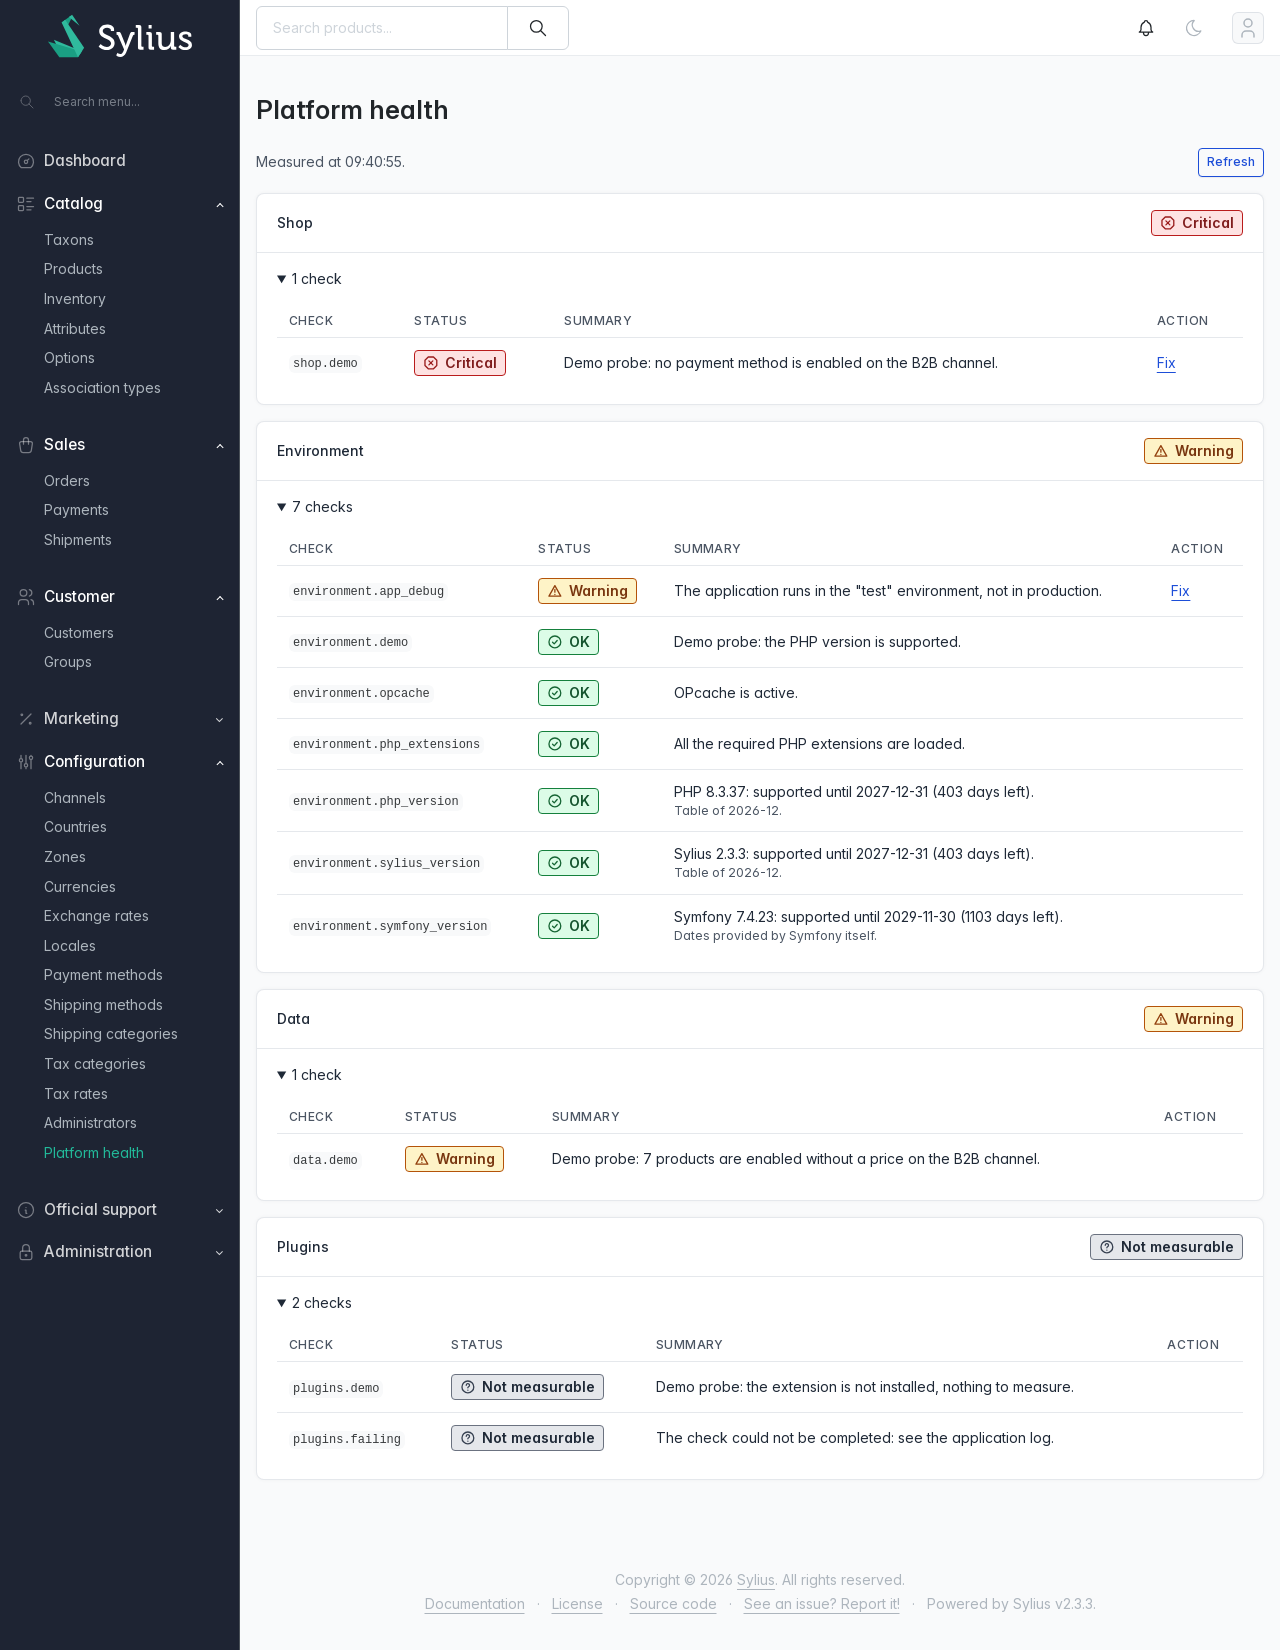 Sylius
Search products...
Search menu...
Dashboard
Catalog
Taxons
Products
Inventory
Attributes
Options
Association types
Sales
Orders
Payments
Shipments
Customer
Customers
Groups
Marketing
Configuration
Channels
Countries
Zones
Currencies
Exchange rates
Locales
Payment methods
Shipping methods
Shipping categories
Tax categories
Tax rates
Administrators
Platform health
Official support
Administration
Platform health
Measured at 09:40:55.
Refresh
Shop
Critical
1 check
CHECK STATUS SUMMARY ACTION
shop.demo Critical Demo probe: no payment method is enabled on the B2B channel. Fix
Environment
Warning
7 checks
CHECK STATUS SUMMARY ACTION
environment.app_debug Warning The application runs in the "test" environment, not in production. Fix
environment.demo OK Demo probe: the PHP version is supported.
environment.opcache OK OPcache is active.
environment.php_extensions OK All the required PHP extensions are loaded.
environment.php_version OK PHP 8.3.37: supported until 2027-12-31 (403 days left).
Table of 2026-12.
environment.sylius_version OK Sylius 2.3.3: supported until 2027-12-31 (403 days left).
Table of 2026-12.
environment.symfony_version OK Symfony 7.4.23: supported until 2029-11-30 (1103 days left).
Dates provided by Symfony itself.
Data
Warning
1 check
CHECK STATUS SUMMARY ACTION
data.demo Warning Demo probe: 7 products are enabled without a price on the B2B channel.
Plugins
Not measurable
2 checks
CHECK STATUS SUMMARY ACTION
plugins.demo Not measurable Demo probe: the extension is not installed, nothing to measure.
plugins.failing Not measurable The check could not be completed: see the application log.
Copyright © 2026 Sylius. All rights reserved.
Documentation · License · Source code · See an issue? Report it! · Powered by Sylius v2.3.3.